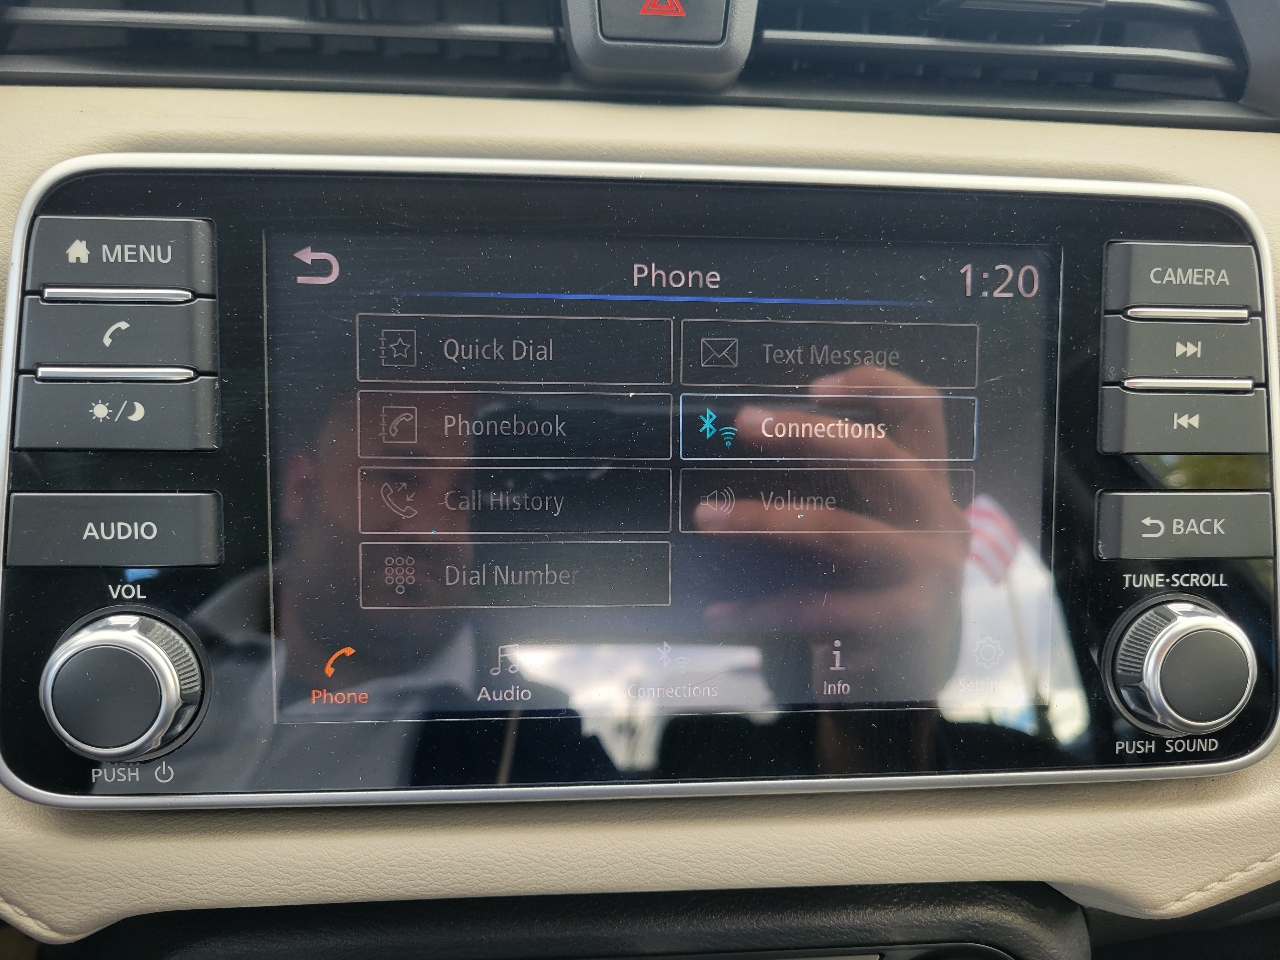 MENU
AUDIO
VOL
PUSH
Phone
1:20
Quick Dial
Text Message
Phonebook
Connections
Call History
Volume
Dial Number
Phone
Audio
Connections
Info
Settings
CAMERA
BACK
TUNE·SCROLL
PUSH SOUND